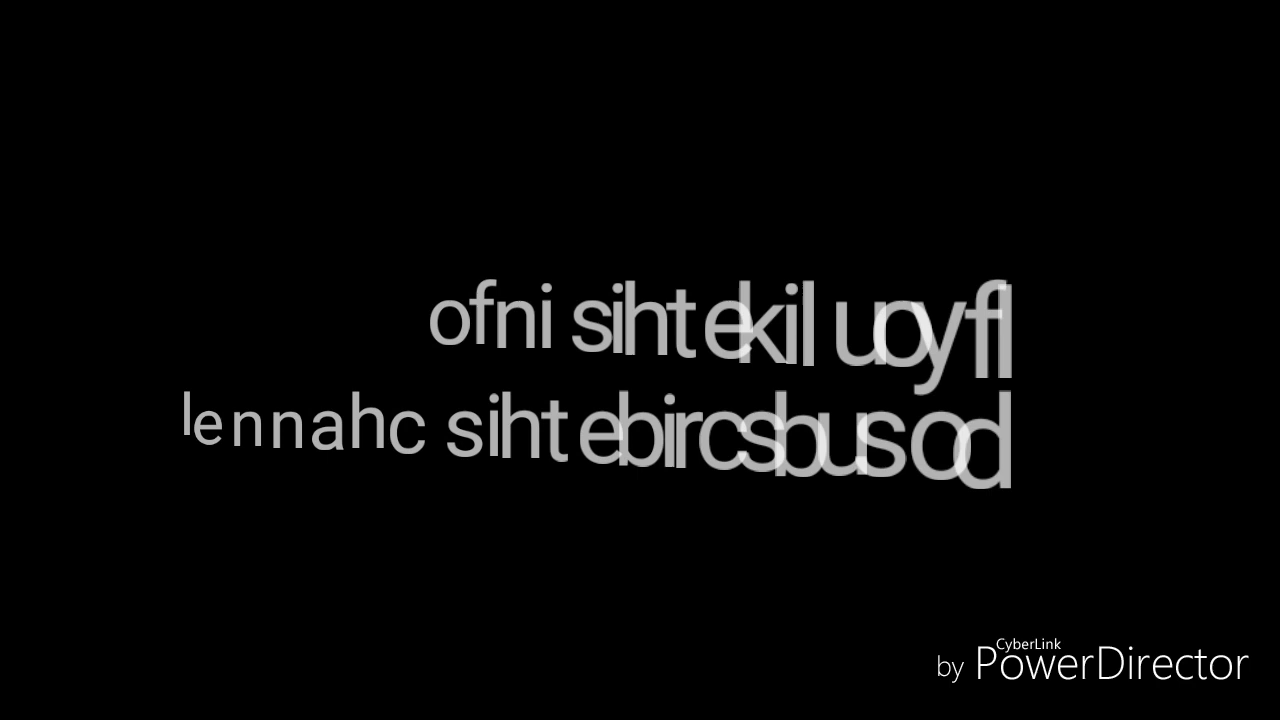 ofni siht ekil uoy fI
lennahc siht ebircsbus od
by CyberLink PowerDirector